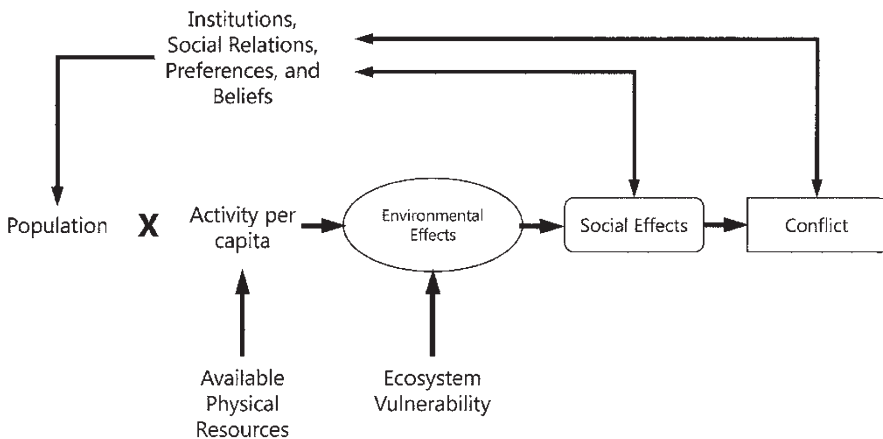 Institutions,
Social Relations,
Preferences, and
Beliefs
Population X Activity per
capita
Environmental
Effects
Social Effects
Conflict
Available
Physical
Resources
Ecosystem
Vulnerability